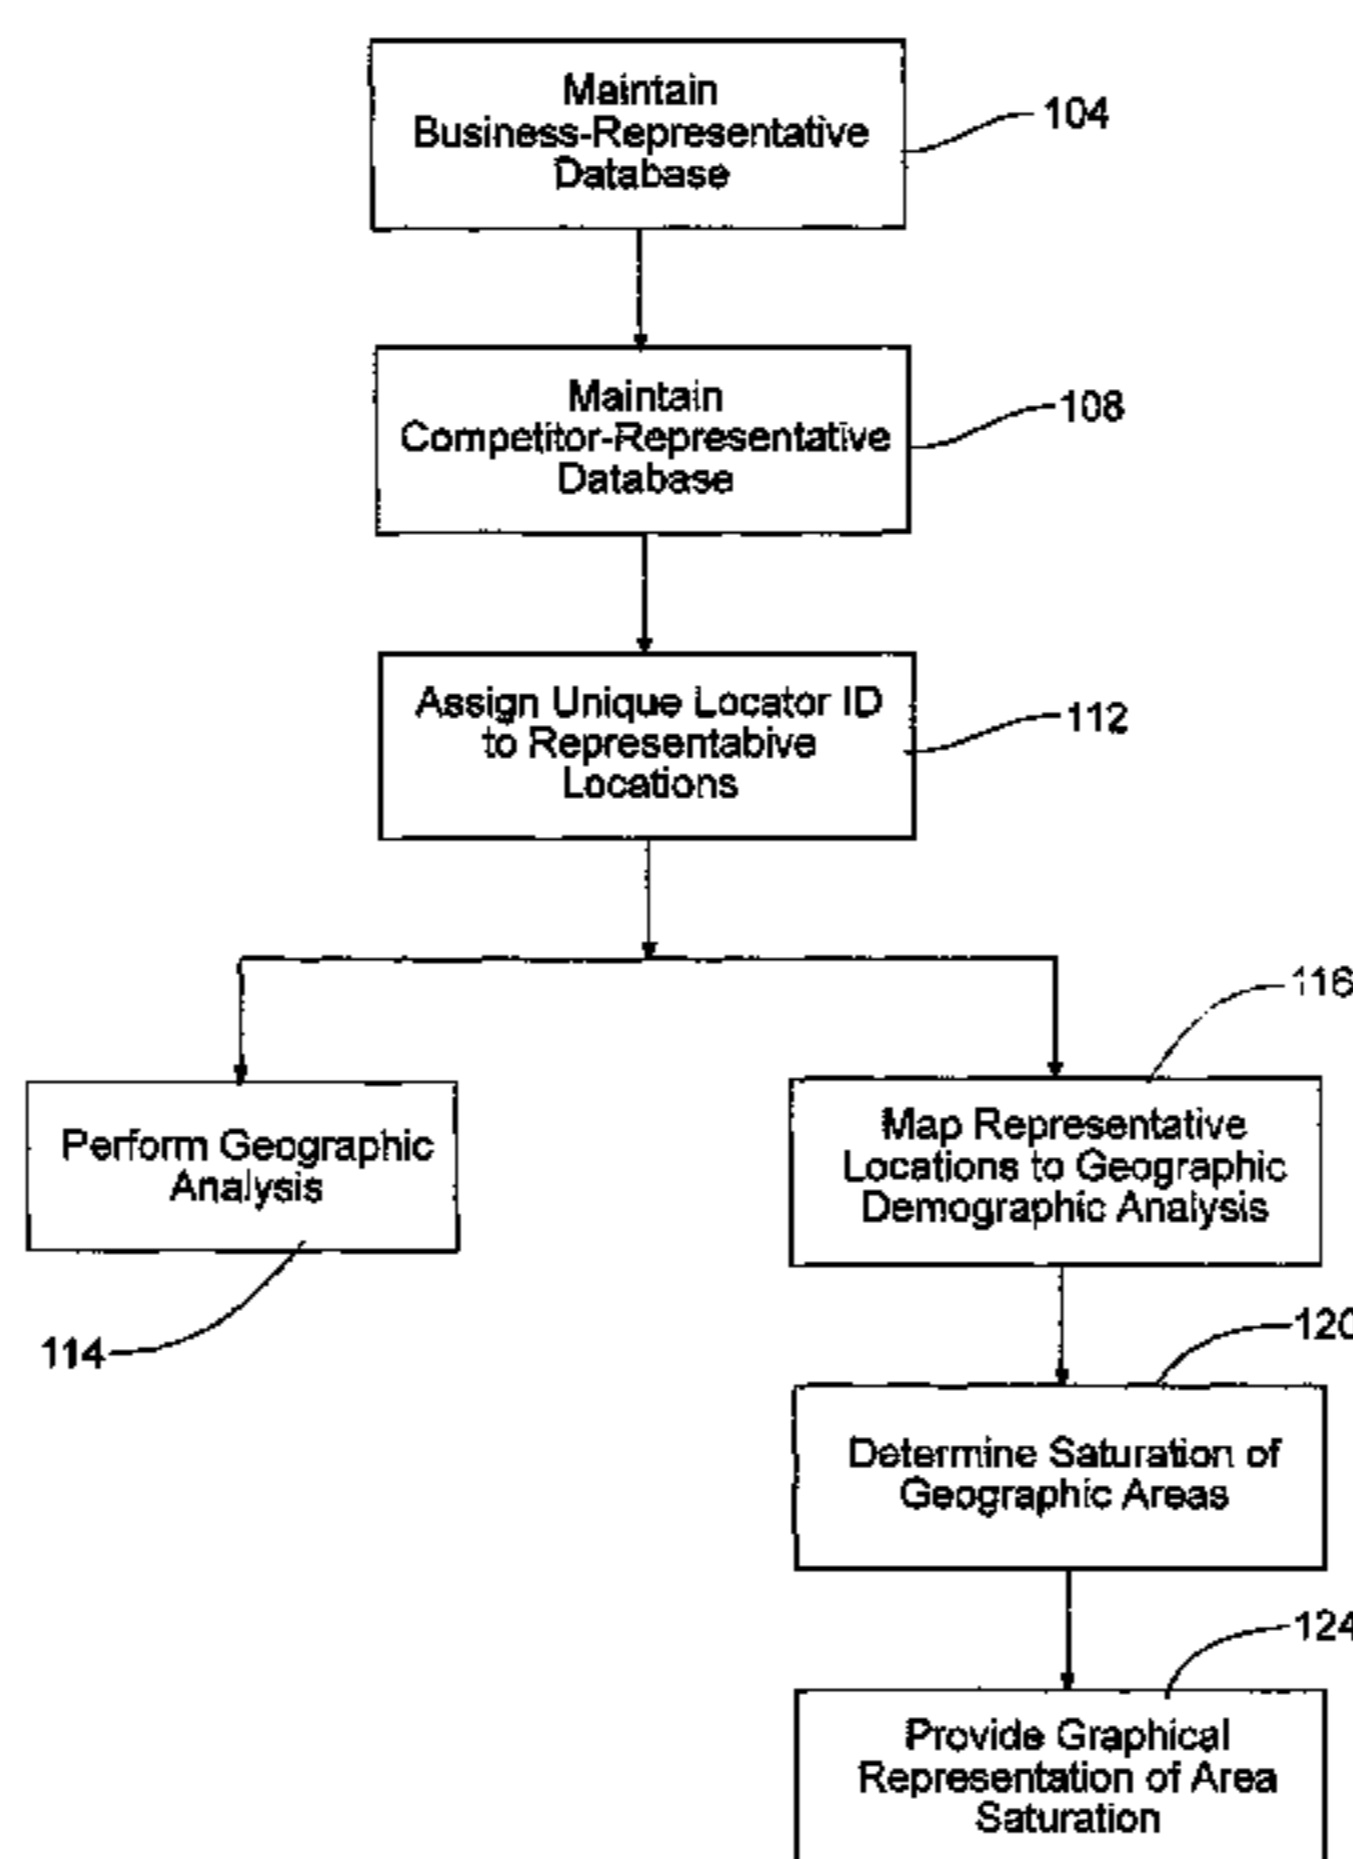 Maintain
Business-Representative
Database
104
Maintain
Competitor-Representative
Database
108
Assign Unique Locator ID
to Representabive
Locations
112
116
Perform Geographic
Analysis
114
Map Representative
Locations to Geographic
Demographic Analysis
120
Determine Saturation of
Geographic Areas
124
Provide Graphical
Representation of Area
Saturation